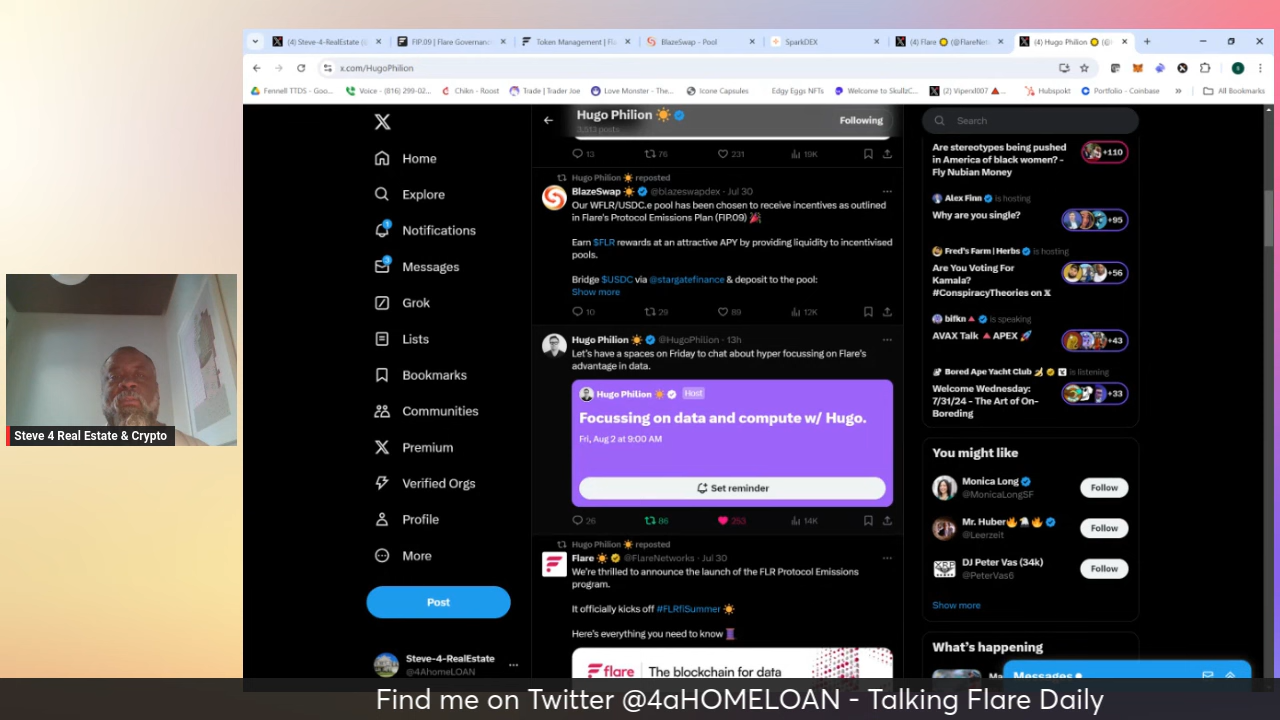 (4) Steve-4-RealEstate
FIP.09 | Flare Governanc
Token Management | Fl
BlazeSwap - Pool
SparkDEX
(4) Flare
(@FlareNet
(4) Hugo Philion
x.com/HugoPhilion
Fennell TTDS - Goo...
Voice - (816) 299-02...
Chikn - Roost
Trade | Trader Joe
Love Monster - The...
Icone Capsules
Edgy Eggs NFTs
Welcome to SkullzC...
(2) Viperxl007
Hubspokt
Portfolio - Coinbase
All Bookmarks
Home
Explore
1
Notifications
3
Messages
Grok
Lists
Bookmarks
Communities
Premium
Verified Orgs
Profile
More
Post
Steve-4-RealEstate
@4AhomeLOAN
Hugo Philion
3,513 posts
Following
13 76 231 19K
Hugo Philion reposted
BlazeSwap @blazeswapdex · Jul 30
Our WFLR/USDC.e pool has been chosen to receive incentives as outlined
in Flare's Protocol Emissions Plan (FIP.09)
Earn $FLR rewards at an attractive APY by providing liquidity to incentivised
pools.
Bridge $USDC via @stargatefinance & deposit to the pool:
Show more
10 29 89 12K
Hugo Philion @HugoPhilion · 13h
Let's have a spaces on Friday to chat about hyper focussing on Flare's
advantage in data.
Hugo Philion Host
Focussing on data and compute w/ Hugo.
Fri, Aug 2 at 9:00 AM
Set reminder
26 86 253 14K
Hugo Philion reposted
Flare @FlareNetworks · Jul 30
We're thrilled to announce the launch of the FLR Protocol Emissions
program.
It officially kicks off #FLRfiSummer
Here's everything you need to know
flare The blockchain for data
Search
Are stereotypes being pushed
in America of black women? -
Fly Nubian Money
+110
Alex Finn is hosting
Why are you single?
+95
Fred's Farm | Herbs is hosting
Are You Voting For
Kamala?
#ConspiracyTheories on X
+56
bifkn is speaking
AVAX Talk APEX
+43
Bored Ape Yacht Club is listening
Welcome Wednesday:
7/31/24 - The Art of On-
Boreding
+33
You might like
Monica Long
@MonicaLongSF
Follow
Mr. Huber
@Leerzeit
Follow
DJ Peter Vas (34k)
@PeterVas6
Follow
Show more
What's happening
Ma
Messages
Steve 4 Real Estate & Crypto
Find me on Twitter @4aHOMELOAN - Talking Flare Daily